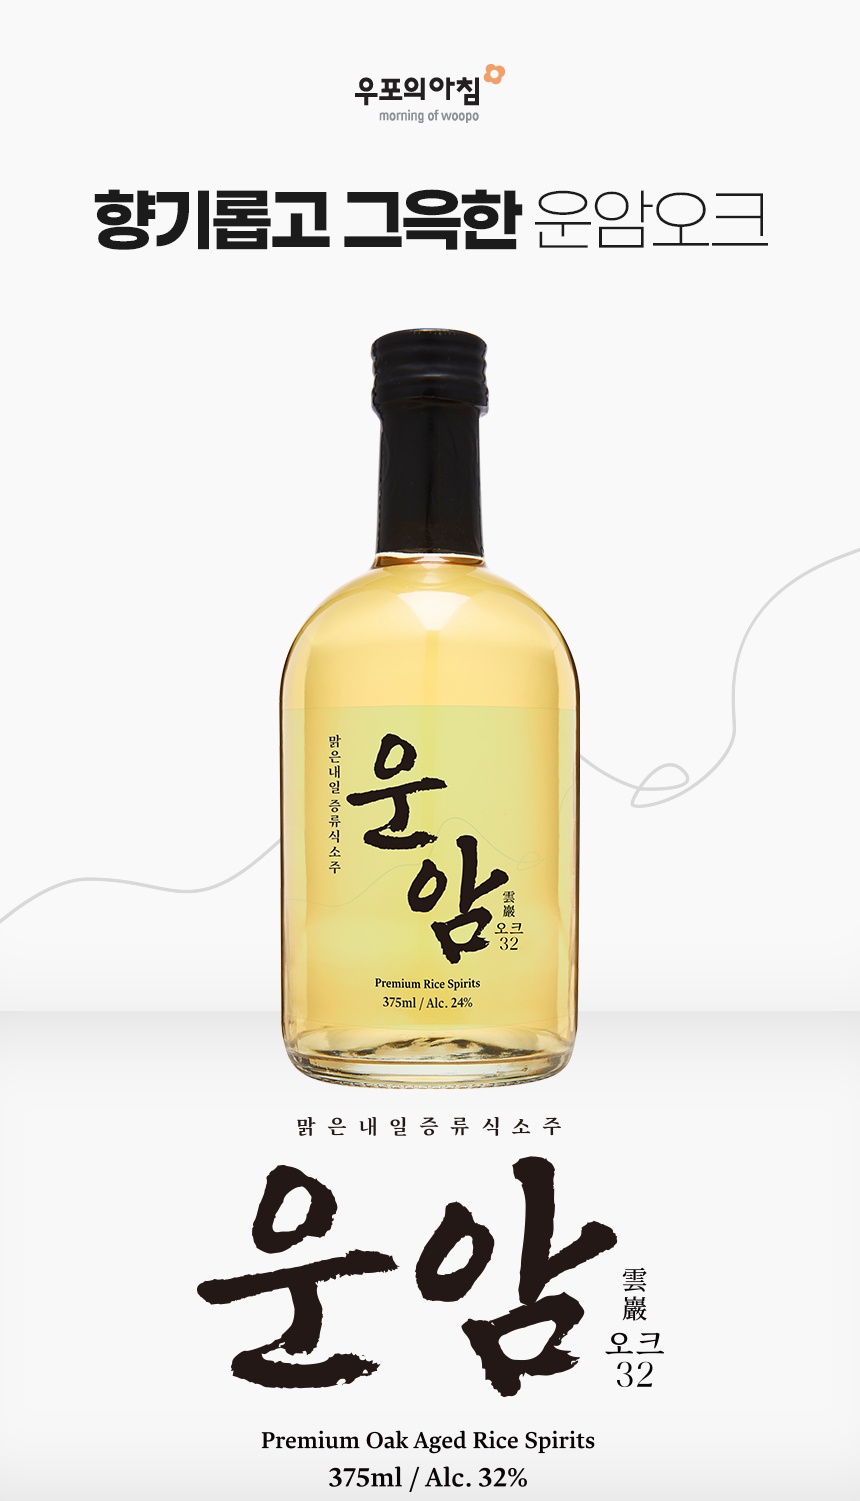 우포의아침
morning of woopo
향기롭고 그윽한 운암오크
맑은내일 증류식소주
운암
雲巖
오크
32
Premium Rice Spirits
375ml / Alc. 24%
맑은내일증류식소주
운암
雲巖
오크
32
Premium Oak Aged Rice Spirits
375ml / Alc. 32%